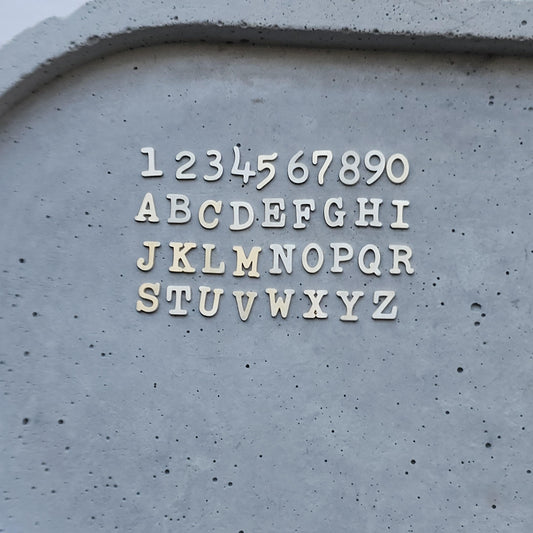 1234567890
ABCDEFGHI
JKLMNOPQR
STUVWXYZ